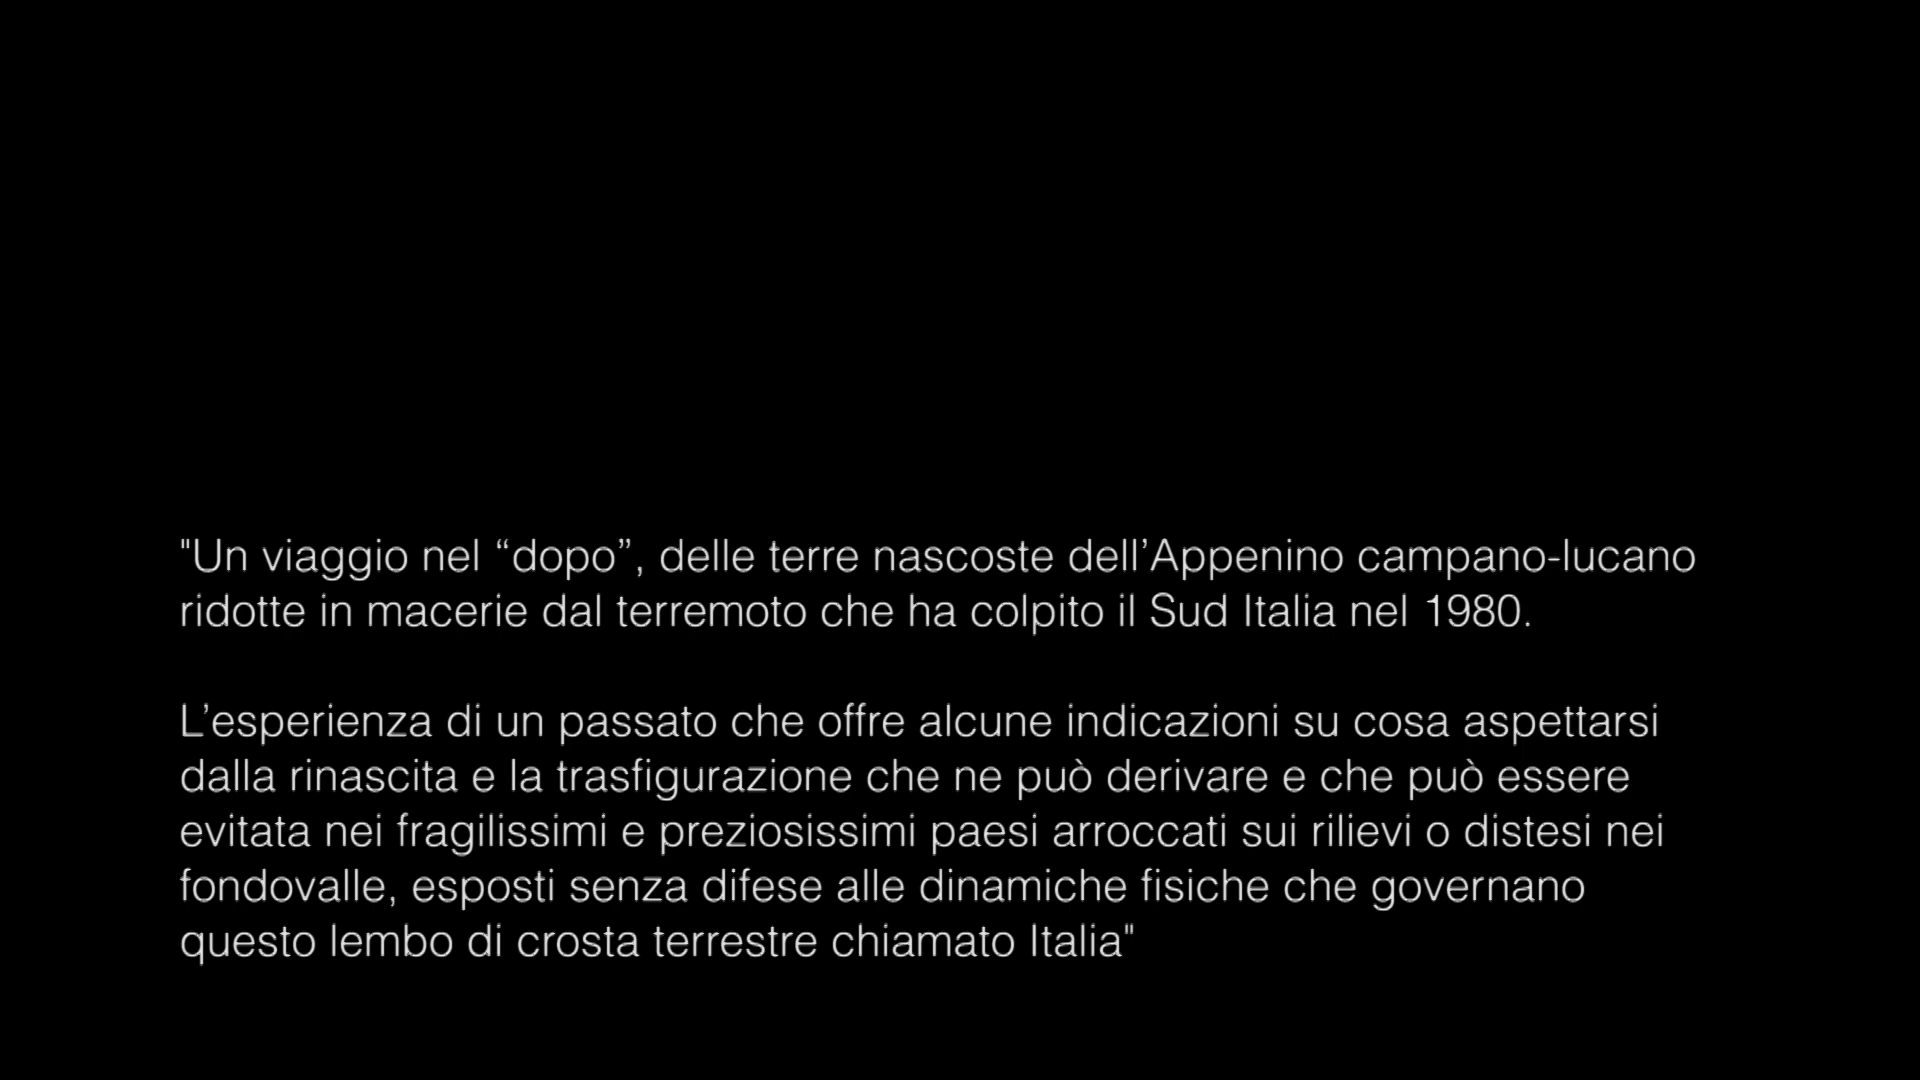 "Un viaggio nel “dopo”, delle terre nascoste dell’Appenino campano-lucano
ridotte in macerie dal terremoto che ha colpito il Sud Italia nel 1980.
L’esperienza di un passato che offre alcune indicazioni su cosa aspettarsi
dalla rinascita e la trasfigurazione che ne può derivare e che può essere
evitata nei fragilissimi e preziosissimi paesi arroccati sui rilievi o distesi nei
fondovalle, esposti senza difese alle dinamiche fisiche che governano
questo lembo di crosta terrestre chiamato Italia"